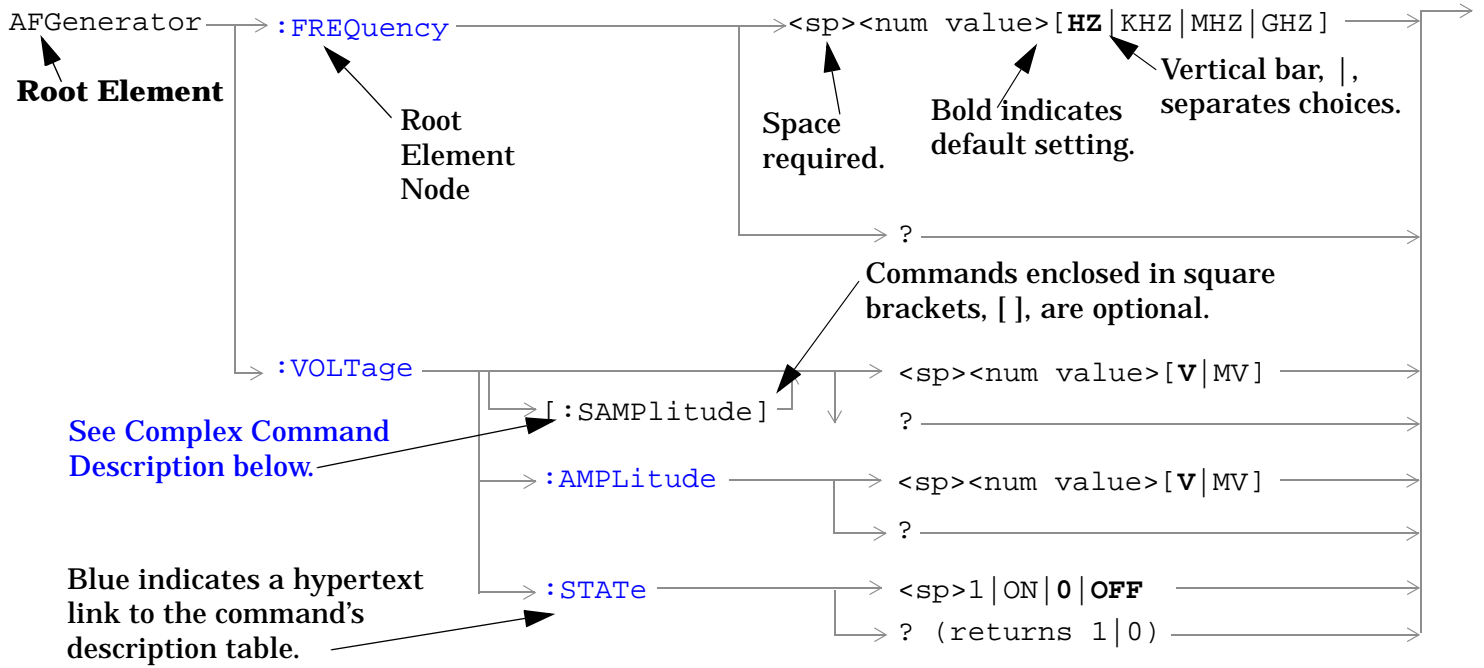 AFGenerator :FREQuency <sp><num value>[HZ|KHZ|MHZ|GHZ]
Root Element
Root
Element
Node
Space
required.
Bold indicates
default setting.
Vertical bar, |,
separates choices.
?
Commands enclosed in square
brackets, [ ], are optional.
:VOLTage <sp><num value>[V|MV]
[:SAMPlitude] ?
See Complex Command
Description below.
:AMPLitude <sp><num value>[V|MV]
?
Blue indicates a hypertext
link to the command's
description table.
:STATe <sp>1|ON|0|OFF
? (returns 1|0)